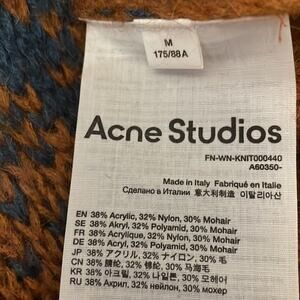 M
175/88A
Acne Studios
FN-WN-KNIT000440
A60350-
Made in Italy Fabriqué en Italie
Сделано в Италии 意大利制造 이탈리아산
EN 38% Acrylic, 32% Nylon, 30% Mohair
SE 38% Akryl, 32% Polyamid, 30% Mohair
FR 38% Acrylique, 32% Nylon, 30% Mohair
DE 38% Acryl, 32% Polyamid, 30% Mohair
JP 38% アクリル, 32% ナイロン, 30% 毛
CN 38% 腈纶, 32% 锦纶, 30% 马海毛
KR 38% 아크릴, 32% 나일론, 30% 모헤어
RU 38% Акрил, 32% нейлон, 30% мохер